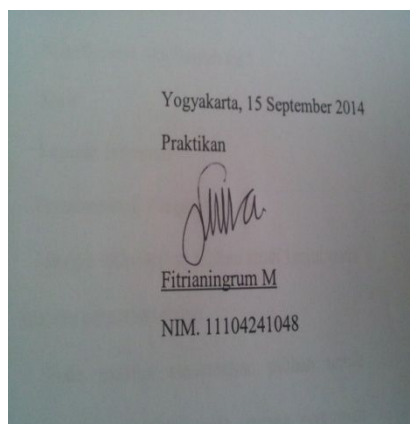 Yogyakarta, 15 September 2014
Praktikan
Fitrianingrum M
NIM. 11104241048